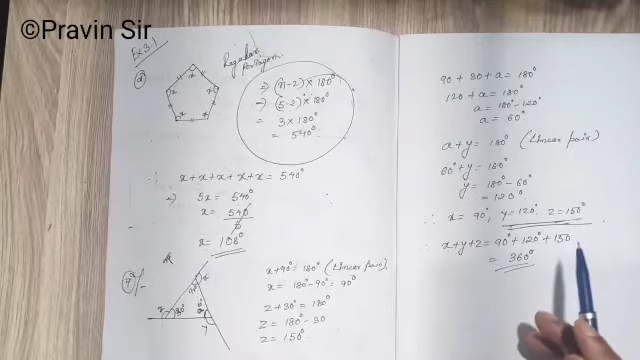 ©Pravin Sir
Ex 3.1
Regular
Pentagon.
x
x
x
x
x
⇒ (n-2) × 180°
⇒ (5-2) × 180°
= 3 × 180°
= 540°
∴ x + x + x + x + x = 540°
⇒ 5x = 540°
x = 540
5
x = 108°
x
90°
z
30°
a
y
x + 90° = 180° (Linear pair)
x = 180° - 90° = 90°
z + 30° = 180°
z = 180° - 30
z = 150°
90 + 30 + a = 180°
120 + a = 180°
a = 180° - 120°
a = 60°
a + y = 180° (Linear pair)
60° + y = 180°
y = 180° - 60°
= 120°
∴ x = 90°, y = 120° z = 150°
∴ x + y + z = 90° + 120° + 150
= 360°